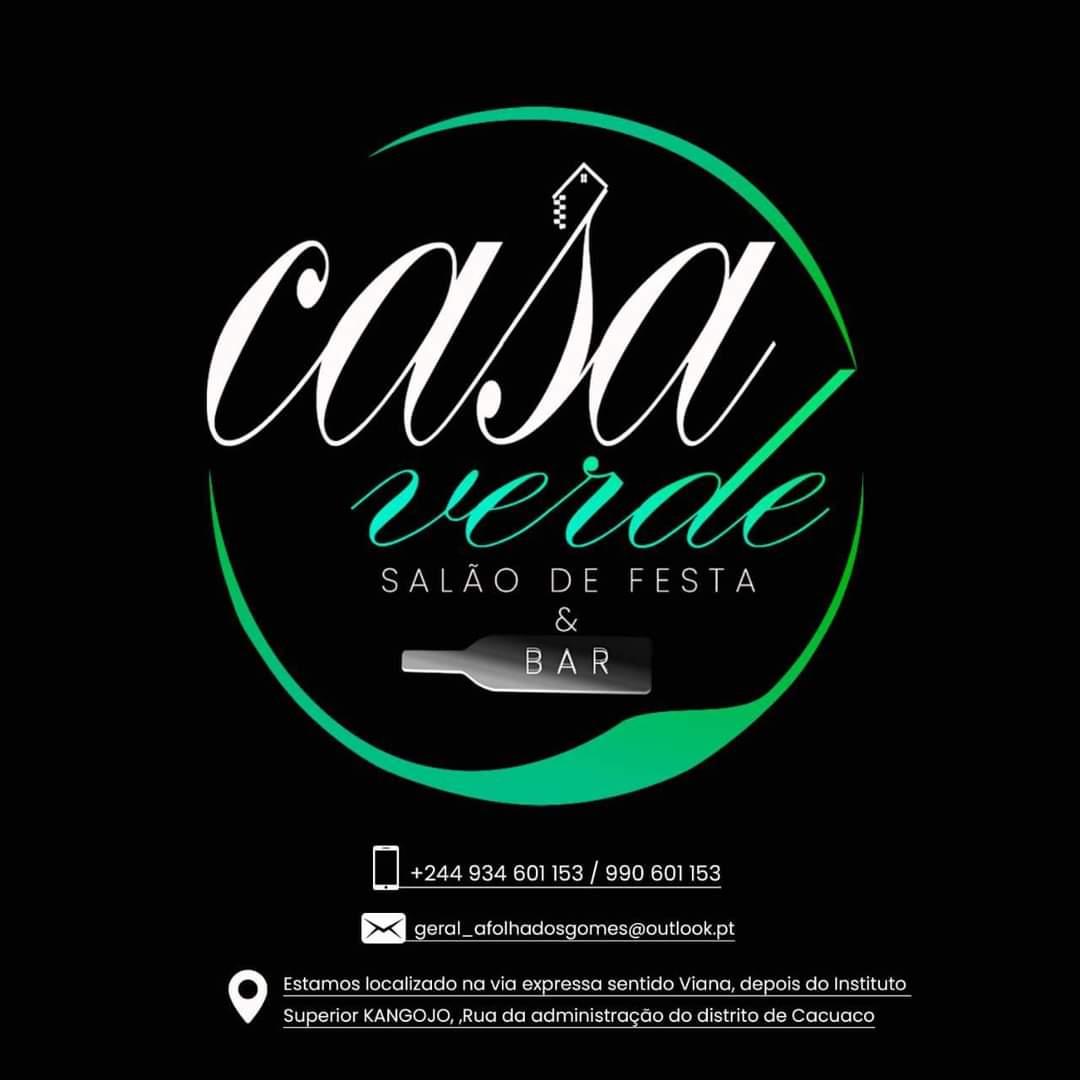 casa
verde
SALÃO DE FESTA
&
BAR
+244 934 601 153 / 990 601 153
geral_afolhadosgomes@outlook.pt
Estamos localizado na via expressa sentido Viana, depois do Instituto
Superior KANGOJO, ,Rua da administração do distrito de Cacuaco